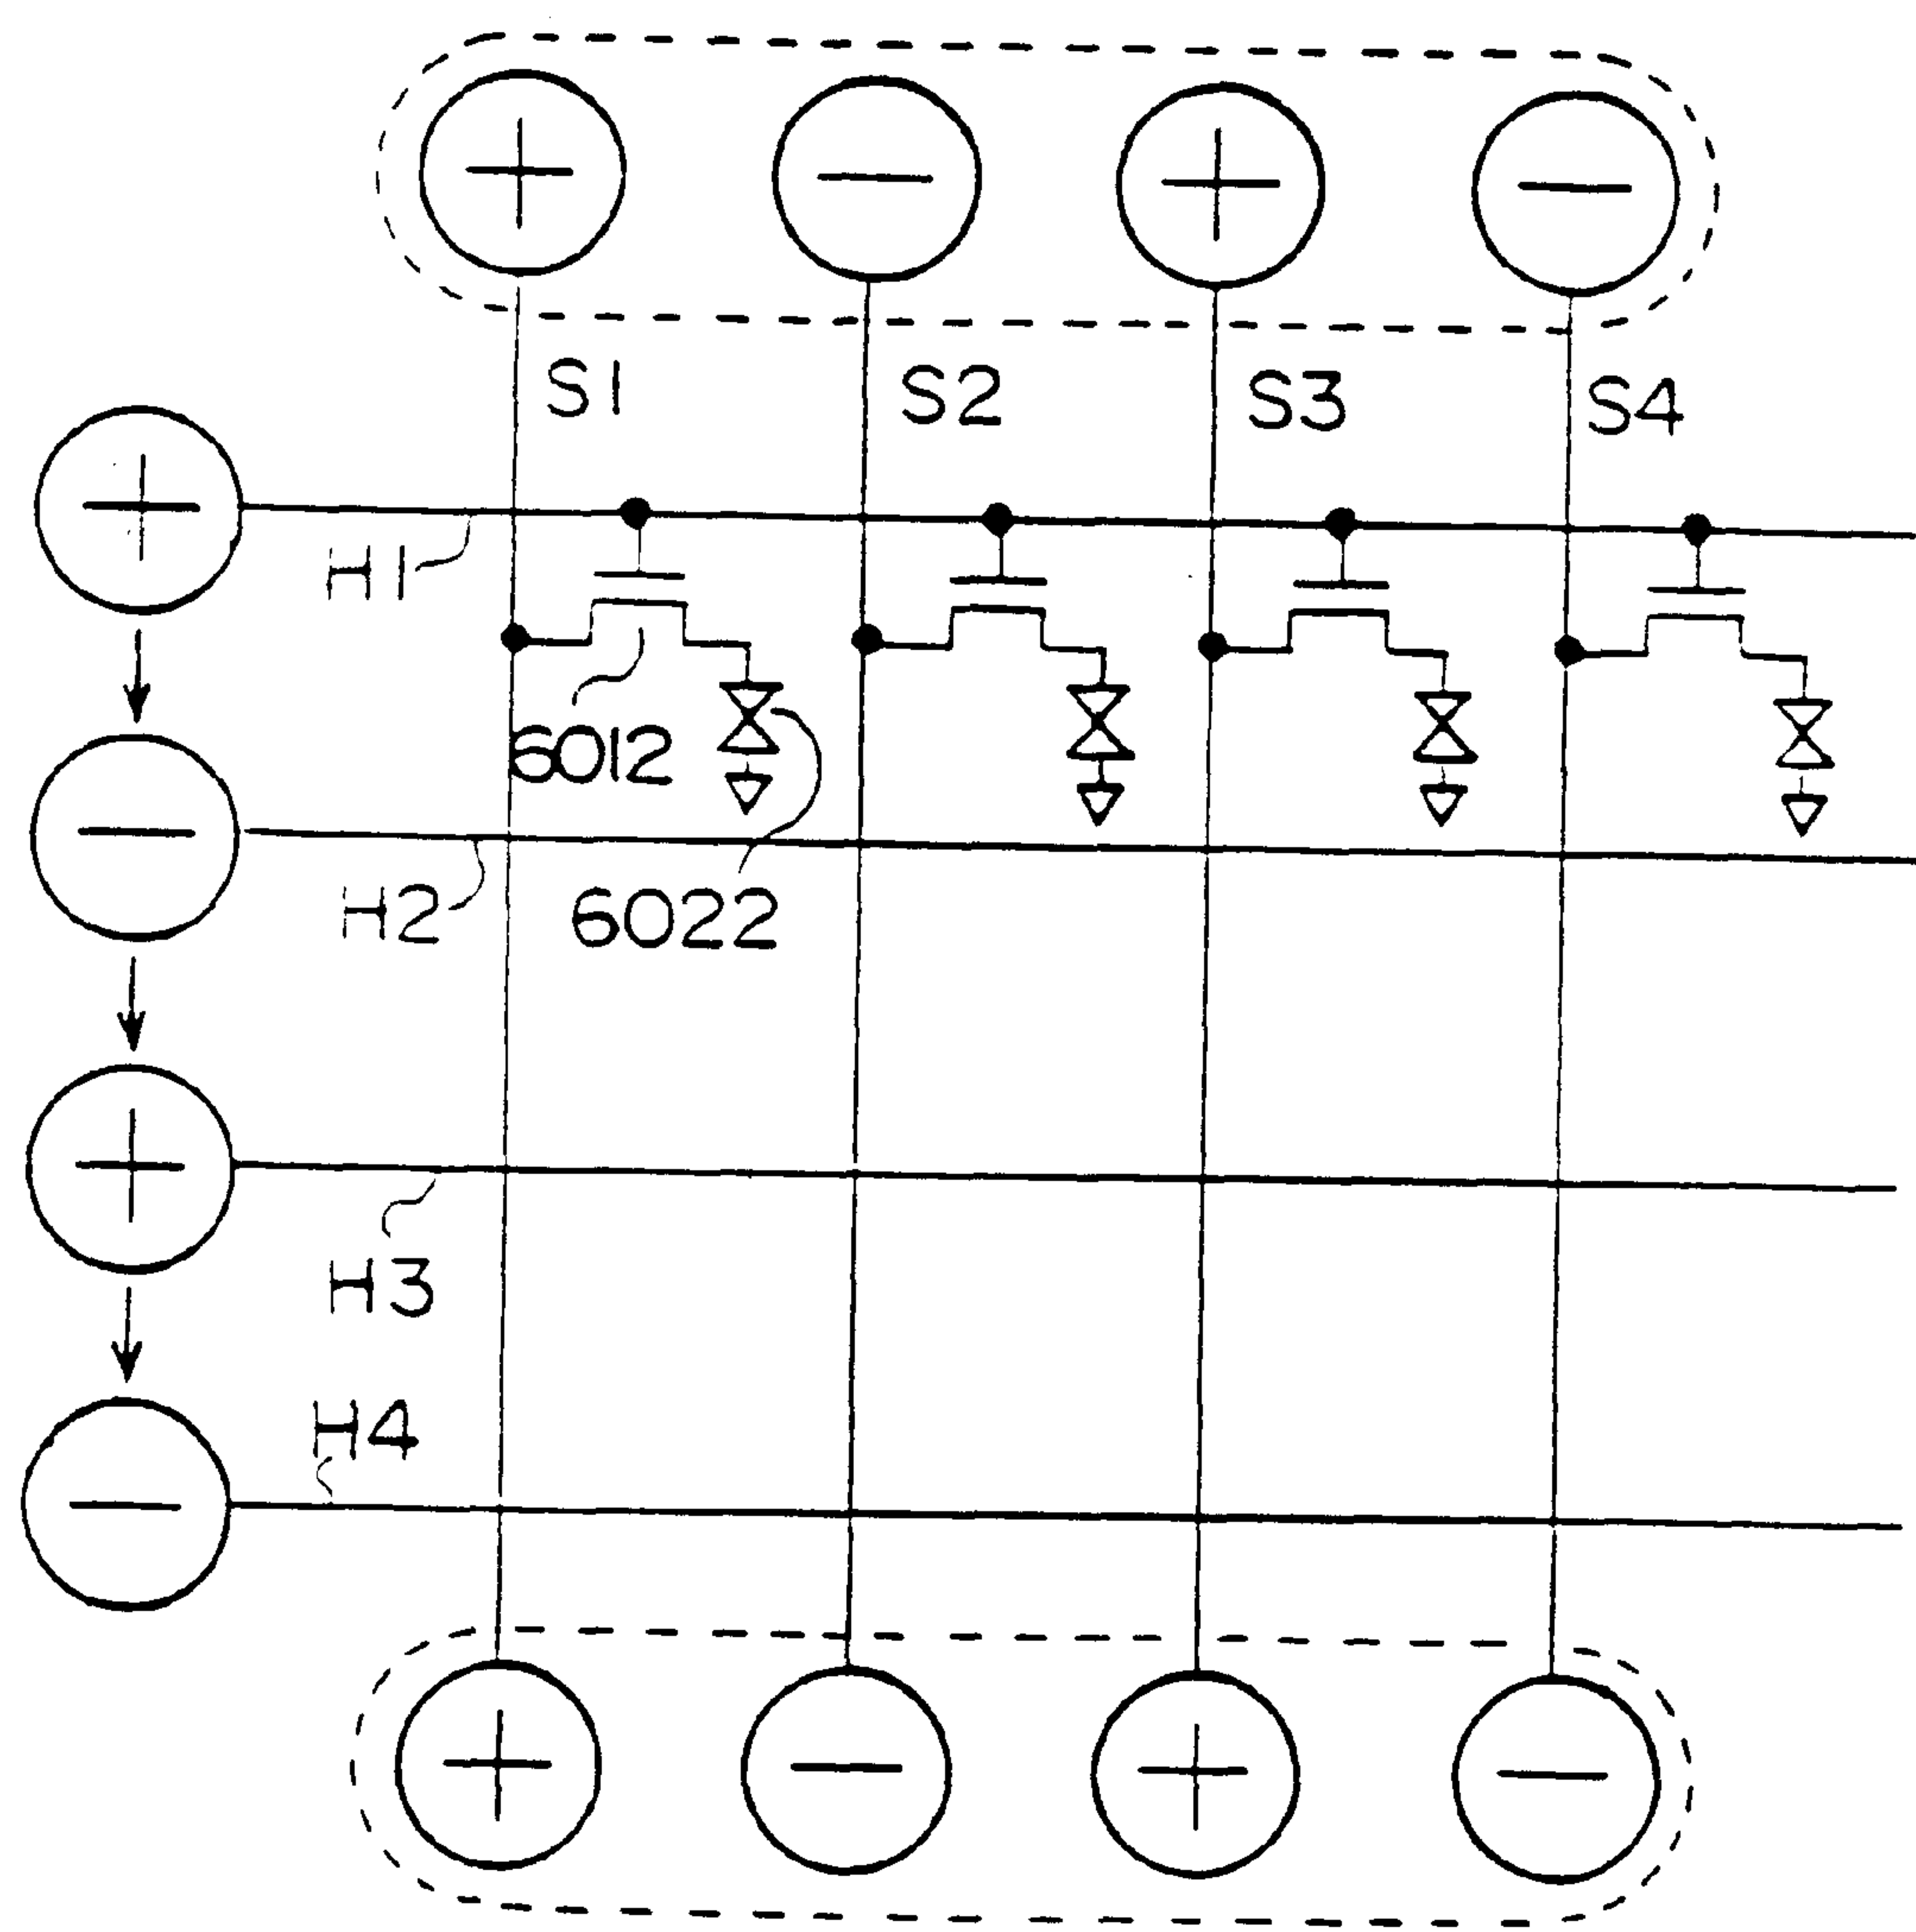 + − + −
S1 S2 S3 S4
+
H1
6012
−
H2 6022
+
H3
H4
−
+ − + −